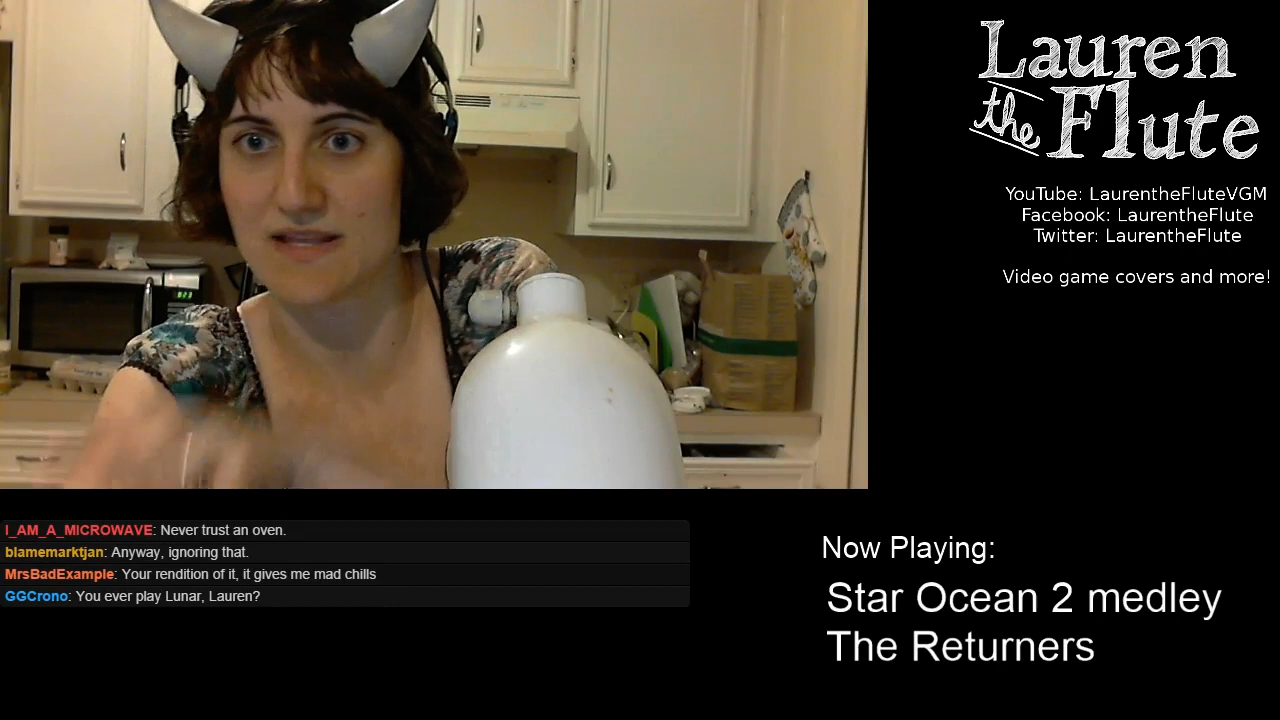 Lauren
the Flute
YouTube: LaurentheFluteVGM
Facebook: LaurentheFlute
Twitter: LaurentheFlute
Video game covers and more!
I_AM_A_MICROWAVE: Never trust an oven.
blamemarktjan: Anyway, ignoring that.
MrsBadExample: Your rendition of it, it gives me mad chills
GGCrono: You ever play Lunar, Lauren?
Now Playing:
Star Ocean 2 medley
The Returners